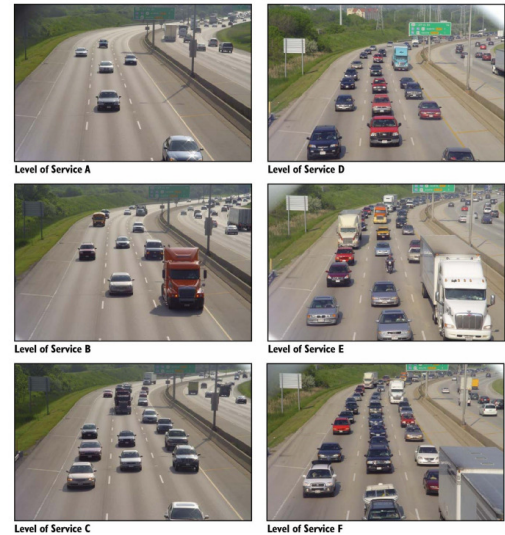 Level of Service A
Level of Service D
Level of Service B
Level of Service E
Level of Service C
Level of Service F